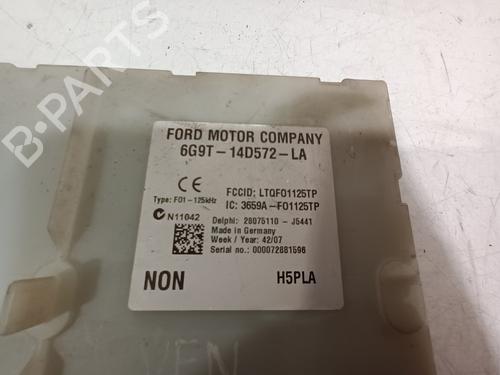 B-PARTS
FORD MOTOR COMPANY
6G9T-14D572-LA
CE
Type: F01-125kHz
FCCID: LTQF01125TP
IC: 3659A-F01125TP
N11042
Delphi: 28075110 - J5441
Made in Germany
Week / Year: 42/07
Serial no.: 000072881596
NON
H5PLA
VEN